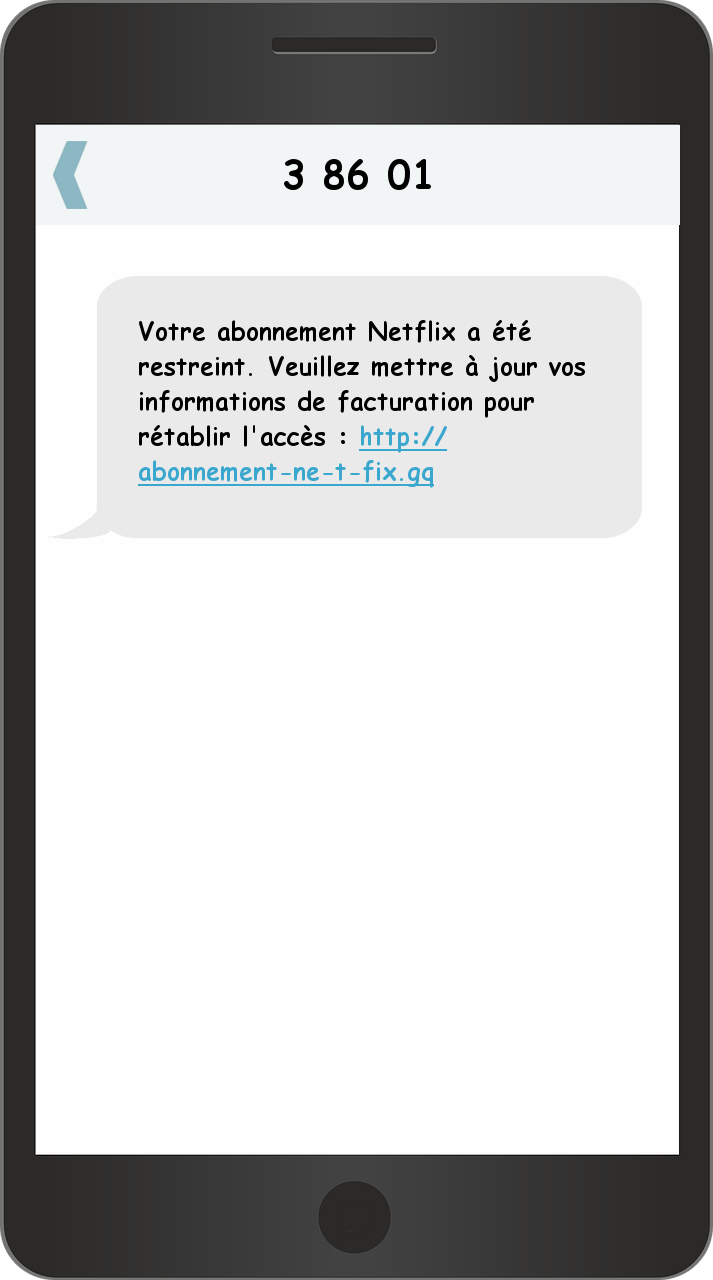 3 86 01
Votre abonnement Netflix a été
restreint. Veuillez mettre à jour vos
informations de facturation pour
rétablir l'accès : http://
abonnement-ne-t-fix.gq